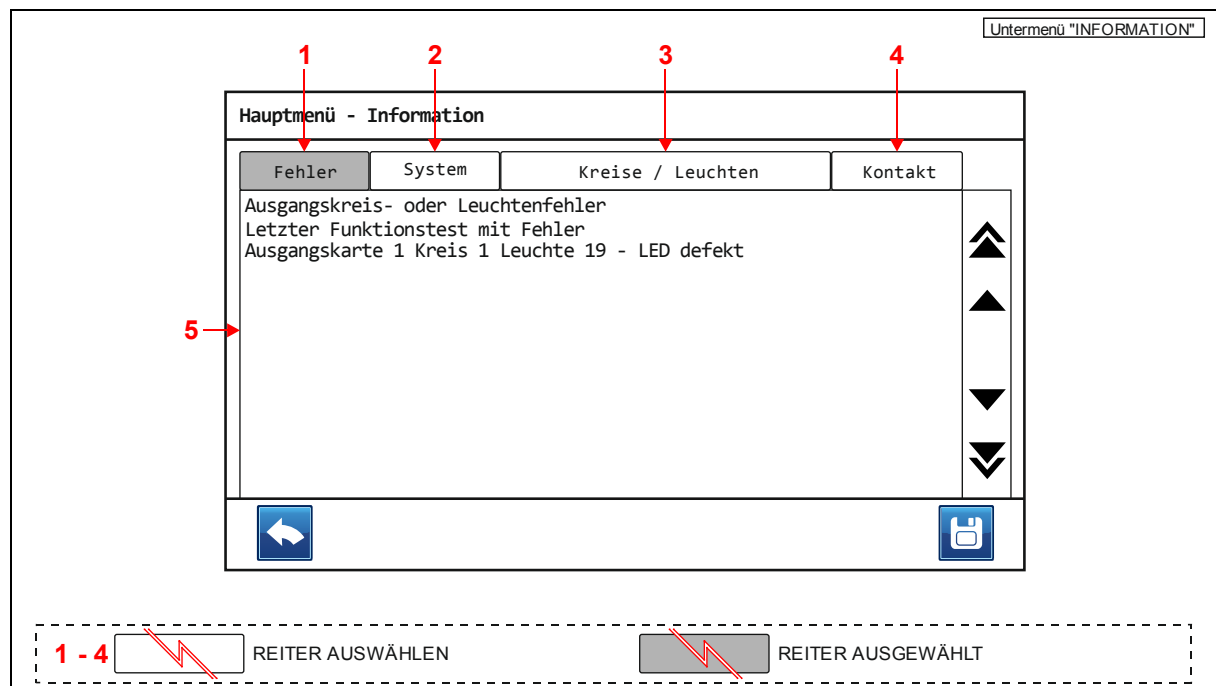 Untermenü "INFORMATION"
1 2 3 4
Hauptmenü - Information
Fehler System Kreise / Leuchten Kontakt
Ausgangskreis- oder Leuchtenfehler
Letzter Funktionstest mit Fehler
Ausgangskarte 1 Kreis 1 Leuchte 19 - LED defekt
5
1 - 4 REITER AUSWÄHLEN REITER AUSGEWÄHLT